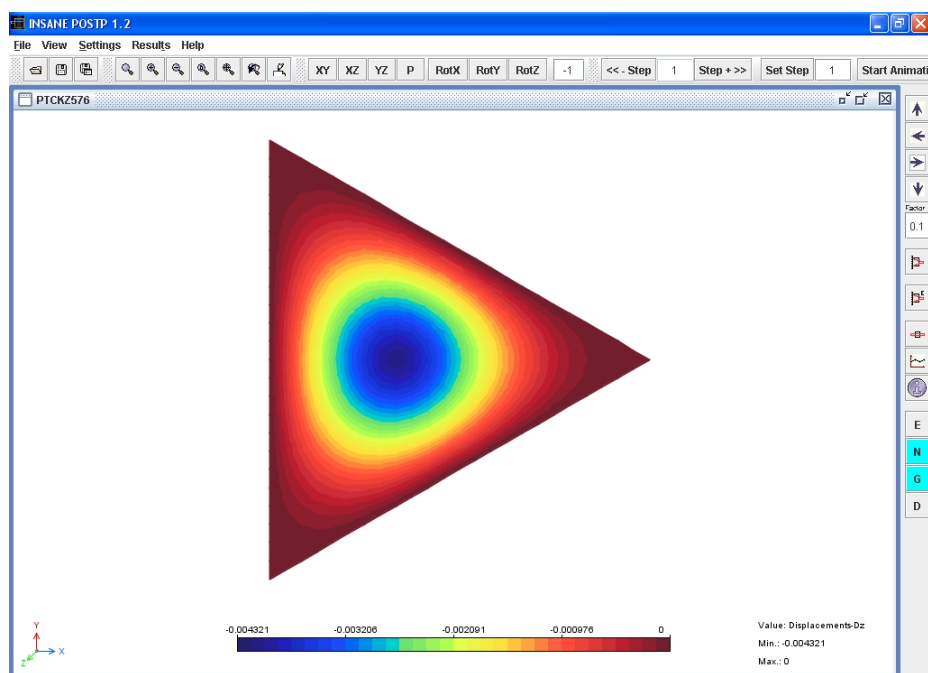 INSANE POSTP 1.2
File View Settings Results Help
XY XZ YZ P RotX RotY RotZ -1 << - Step 1 Step + >> Set Step 1 Start Animati
PTCKZ576
Factor
0.1
E
N
G
D
Y
X
Z
-0.004321 -0.003206 -0.002091 -0.000976 0
Value: Displacements-Dz
Min.: -0.004321
Max.: 0